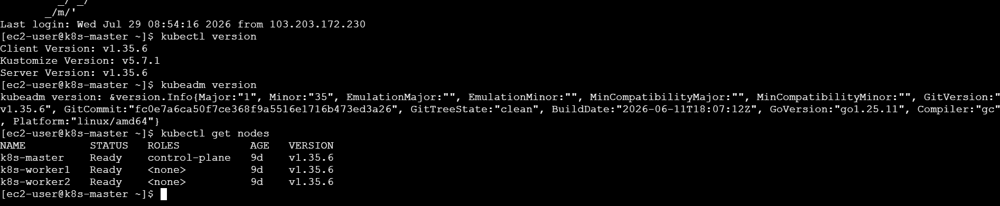 _/ _/
_/m/'
Last login: Wed Jul 29 08:54:16 2026 from 103.203.172.230
[ec2-user@k8s-master ~]$ kubectl version
Client Version: v1.35.6
Kustomize Version: v5.7.1
Server Version: v1.35.6
[ec2-user@k8s-master ~]$ kubeadm version
kubeadm version: &version.Info{Major:"1", Minor:"35", EmulationMajor:"", EmulationMinor:"", MinCompatibilityMajor:"", MinCompatibilityMinor:"", GitVersion:"
v1.35.6", GitCommit:"fc0e7a6ca50f7ce368f9a5516e1716b473ed3a26", GitTreeState:"clean", BuildDate:"2026-06-11T18:07:12Z", GoVersion:"go1.25.11", Compiler:"gc"
, Platform:"linux/amd64"}
[ec2-user@k8s-master ~]$ kubectl get nodes
NAME STATUS ROLES AGE VERSION
k8s-master Ready control-plane 9d v1.35.6
k8s-worker1 Ready <none> 9d v1.35.6
k8s-worker2 Ready <none> 9d v1.35.6
[ec2-user@k8s-master ~]$